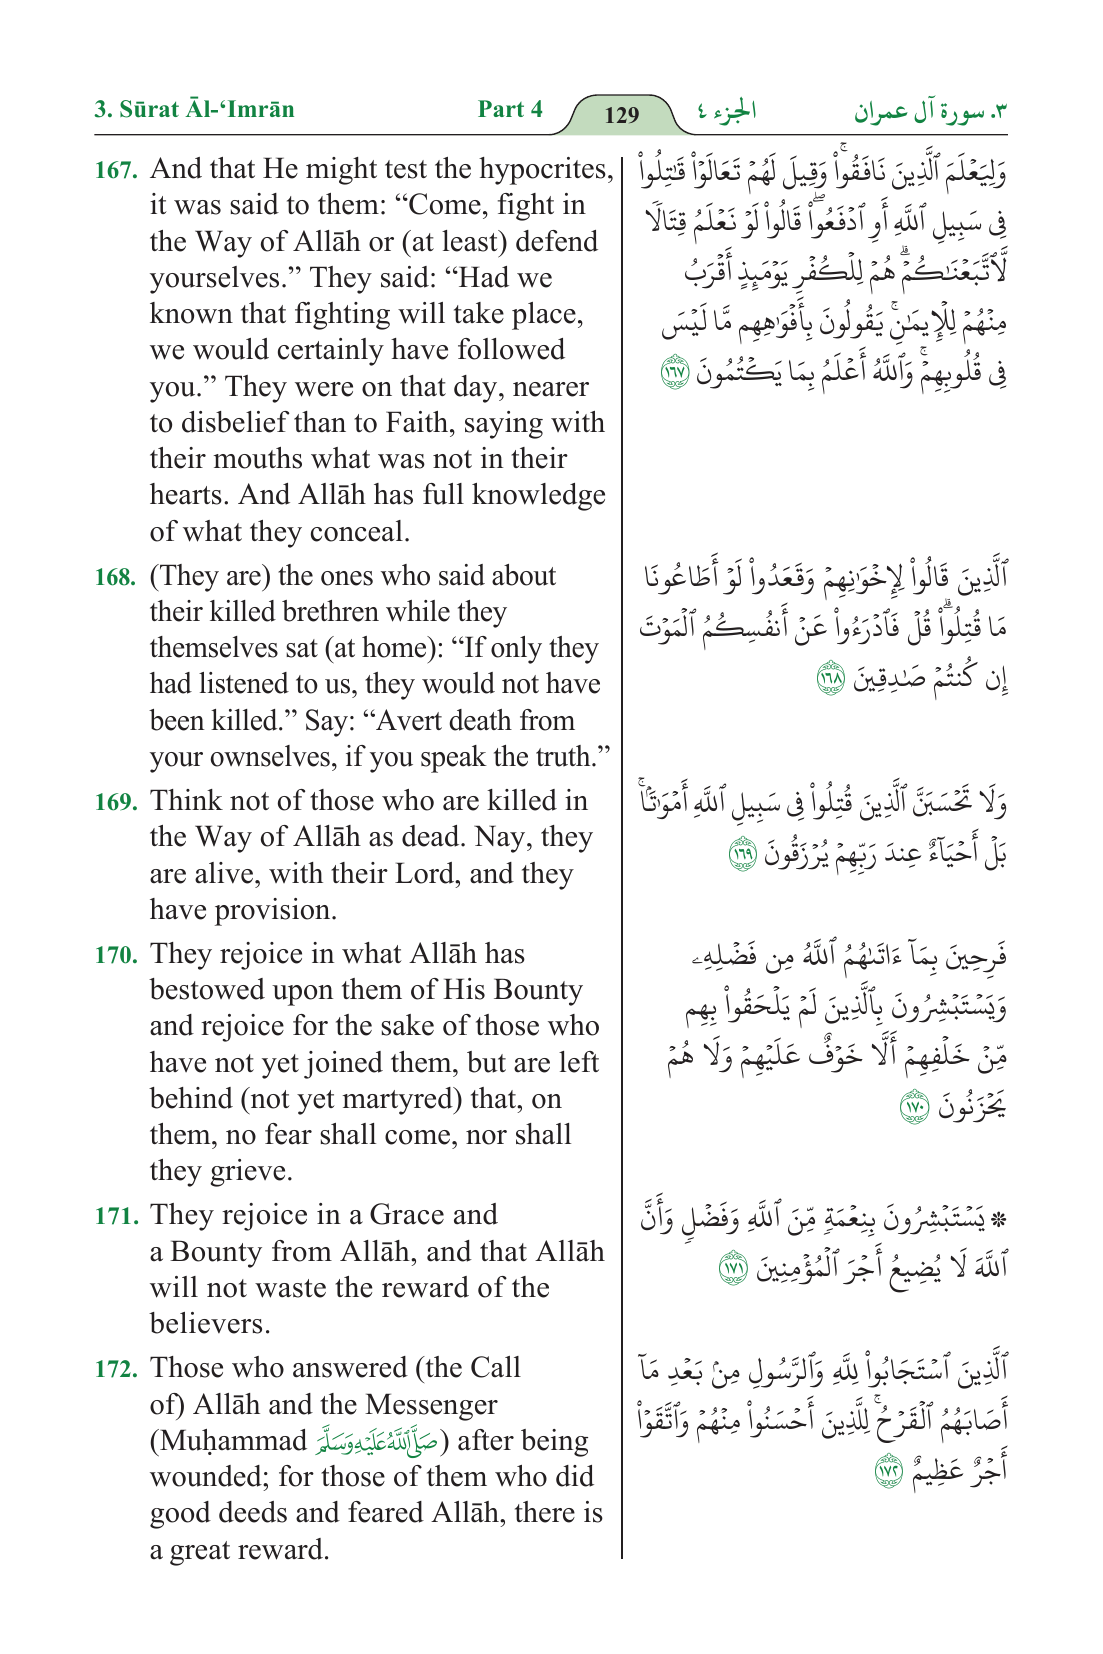 3. Sūrat Āl-‘Imrān Part 4 129 الجزء ٤ ٣. سورة آل عمران
167. And that He might test the hypocrites,
it was said to them: “Come, fight in
the Way of Allāh or (at least) defend
yourselves.” They said: “Had we
known that fighting will take place,
we would certainly have followed
you.” They were on that day, nearer
to disbelief than to Faith, saying with
their mouths what was not in their
hearts. And Allāh has full knowledge
of what they conceal.
168. (They are) the ones who said about
their killed brethren while they
themselves sat (at home): “If only they
had listened to us, they would not have
been killed.” Say: “Avert death from
your ownselves, if you speak the truth.”
169. Think not of those who are killed in
the Way of Allāh as dead. Nay, they
are alive, with their Lord, and they
have provision.
170. They rejoice in what Allāh has
bestowed upon them of His Bounty
and rejoice for the sake of those who
have not yet joined them, but are left
behind (not yet martyred) that, on
them, no fear shall come, nor shall
they grieve.
171. They rejoice in a Grace and
a Bounty from Allāh, and that Allāh
will not waste the reward of the
believers.
172. Those who answered (the Call
of) Allāh and the Messenger
(Muḥammad صَلَّى اللَّهُ عَلَيْهِ وَسَلَّمَ) after being
wounded; for those of them who did
good deeds and feared Allāh, there is
a great reward.
وَلِيَعۡلَمَ ٱلَّذِينَ نَافَقُواْۚ وَقِيلَ لَهُمۡ تَعَالَوۡاْ قَٰتِلُواْ
فِي سَبِيلِ ٱللَّهِ أَوِ ٱدۡفَعُواْۖ قَالُواْ لَوۡ نَعۡلَمُ قِتَالٗا
لَّٱتَّبَعۡنَٰكُمۡۗ هُمۡ لِلۡكُفۡرِ يَوۡمَئِذٍ أَقۡرَبُ
مِنۡهُمۡ لِلۡإِيمَٰنِۚ يَقُولُونَ بِأَفۡوَٰهِهِم مَّا لَيۡسَ
فِي قُلُوبِهِمۡۚ وَٱللَّهُ أَعۡلَمُ بِمَا يَكۡتُمُونَ ١٦٧
ٱلَّذِينَ قَالُواْ لِإِخۡوَٰنِهِمۡ وَقَعَدُواْ لَوۡ أَطَاعُونَا
مَا قُتِلُواْۗ قُلۡ فَٱدۡرَءُواْ عَنۡ أَنفُسِكُمُ ٱلۡمَوۡتَ
إِن كُنتُمۡ صَٰدِقِينَ ١٦٨
وَلَا تَحۡسَبَنَّ ٱلَّذِينَ قُتِلُواْ فِي سَبِيلِ ٱللَّهِ أَمۡوَٰتَۢاۚ
بَلۡ أَحۡيَآءٌ عِندَ رَبِّهِمۡ يُرۡزَقُونَ ١٦٩
فَرِحِينَ بِمَآ ءَاتَىٰهُمُ ٱللَّهُ مِن فَضۡلِهِۦ
وَيَسۡتَبۡشِرُونَ بِٱلَّذِينَ لَمۡ يَلۡحَقُواْ بِهِم
مِّنۡ خَلۡفِهِمۡ أَلَّا خَوۡفٌ عَلَيۡهِمۡ وَلَا هُمۡ
يَحۡزَنُونَ ١٧٠
۞ يَسۡتَبۡشِرُونَ بِنِعۡمَةٖ مِّنَ ٱللَّهِ وَفَضۡلٖ وَأَنَّ
ٱللَّهَ لَا يُضِيعُ أَجۡرَ ٱلۡمُؤۡمِنِينَ ١٧١
ٱلَّذِينَ ٱسۡتَجَابُواْ لِلَّهِ وَٱلرَّسُولِ مِنۢ بَعۡدِ مَآ
أَصَابَهُمُ ٱلۡقَرۡحُۚ لِلَّذِينَ أَحۡسَنُواْ مِنۡهُمۡ وَٱتَّقَوۡاْ
أَجۡرٌ عَظِيمٌ ١٧٢